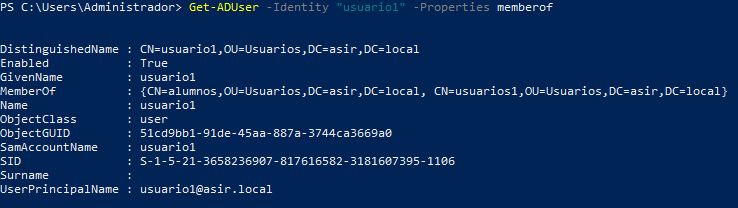 PS C:\Users\Administrador> Get-ADUser -Identity "usuario1" -Properties memberof
DistinguishedName : CN=usuario1,OU=Usuarios,DC=asir,DC=local
Enabled           : True
GivenName         : usuario1
MemberOf          : {CN=alumnos,OU=Usuarios,DC=asir,DC=local, CN=usuarios1,OU=Usuarios,DC=asir,DC=local}
Name              : usuario1
ObjectClass       : user
ObjectGUID        : 51cd9bb1-91de-45aa-887a-3744ca3669a0
SamAccountName    : usuario1
SID               : S-1-5-21-3658236907-817616582-3181607395-1106
Surname           :
UserPrincipalName : usuario1@asir.local